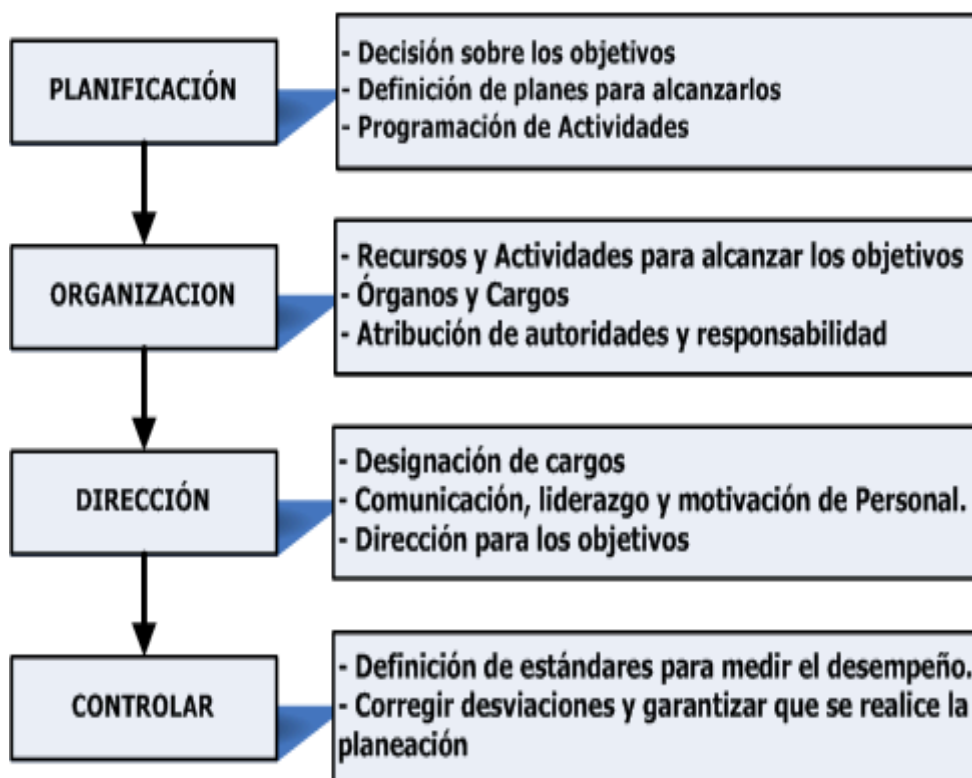 PLANIFICACIÓN
- Decisión sobre los objetivos
- Definición de planes para alcanzarlos
- Programación de Actividades
ORGANIZACION
- Recursos y Actividades para alcanzar los objetivos
- Órganos y Cargos
- Atribución de autoridades y responsabilidad
DIRECCIÓN
- Designación de cargos
- Comunicación, liderazgo y motivación de Personal.
- Dirección para los objetivos
CONTROLAR
- Definición de estándares para medir el desempeño.
- Corregir desviaciones y garantizar que se realice la
planeación